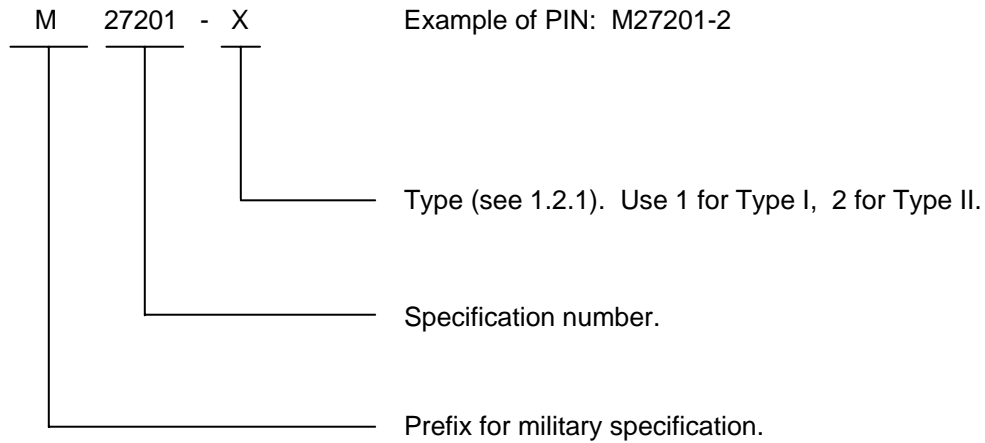 M 27201 - X Example of PIN: M27201-2
Type (see 1.2.1). Use 1 for Type I, 2 for Type II.
Specification number.
Prefix for military specification.